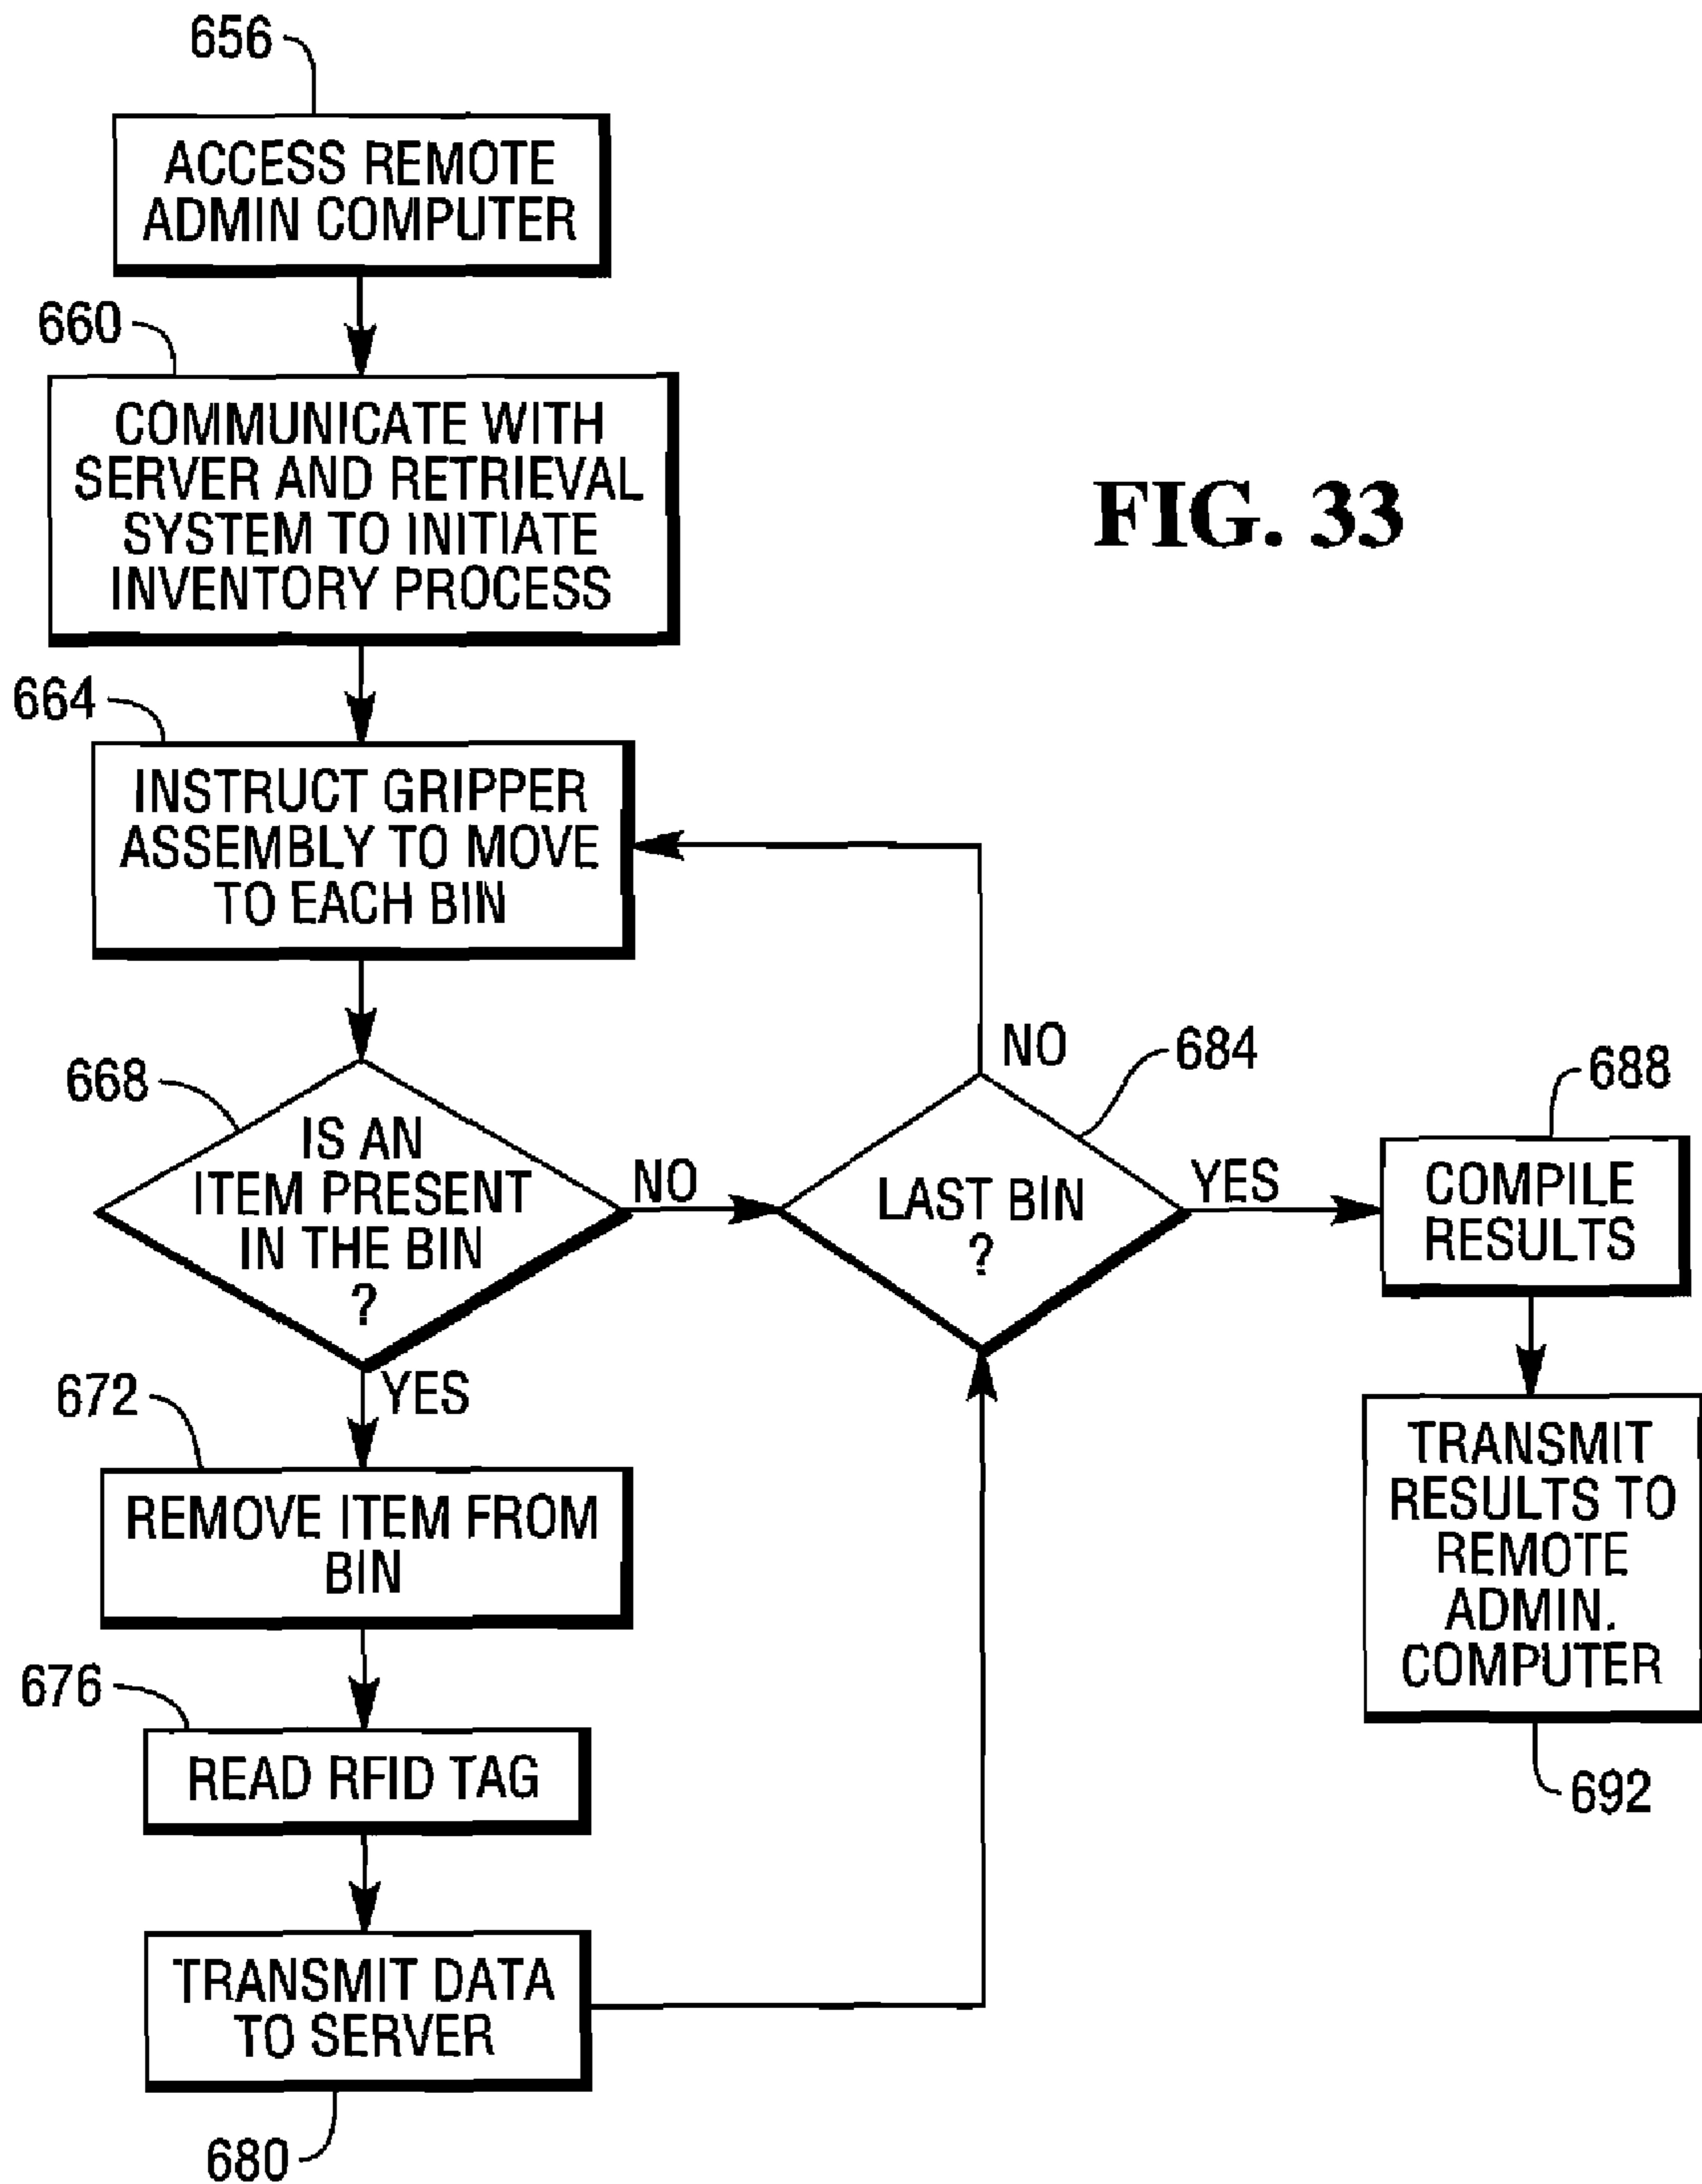 656
ACCESS REMOTE
ADMIN COMPUTER
660
COMMUNICATE WITH
SERVER AND RETRIEVAL
SYSTEM TO INITIATE
INVENTORY PROCESS
FIG. 33
664
INSTRUCT GRIPPER
ASSEMBLY TO MOVE
TO EACH BIN
668
IS AN
ITEM PRESENT
IN THE BIN
?
NO
YES
684
NO
LAST BIN
?
YES
688
COMPILE
RESULTS
672
REMOVE ITEM FROM
BIN
676
READ RFID TAG
TRANSMIT DATA
TO SERVER
680
TRANSMIT
RESULTS TO
REMOTE
ADMIN.
COMPUTER
692